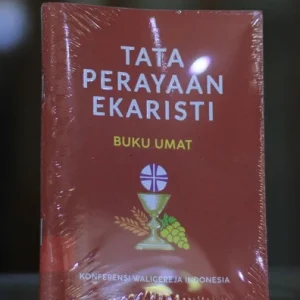 TATA
PERAYAAN
EKARISTI
BUKU UMAT
KONFERENSI WALIGEREJA INDONESIA